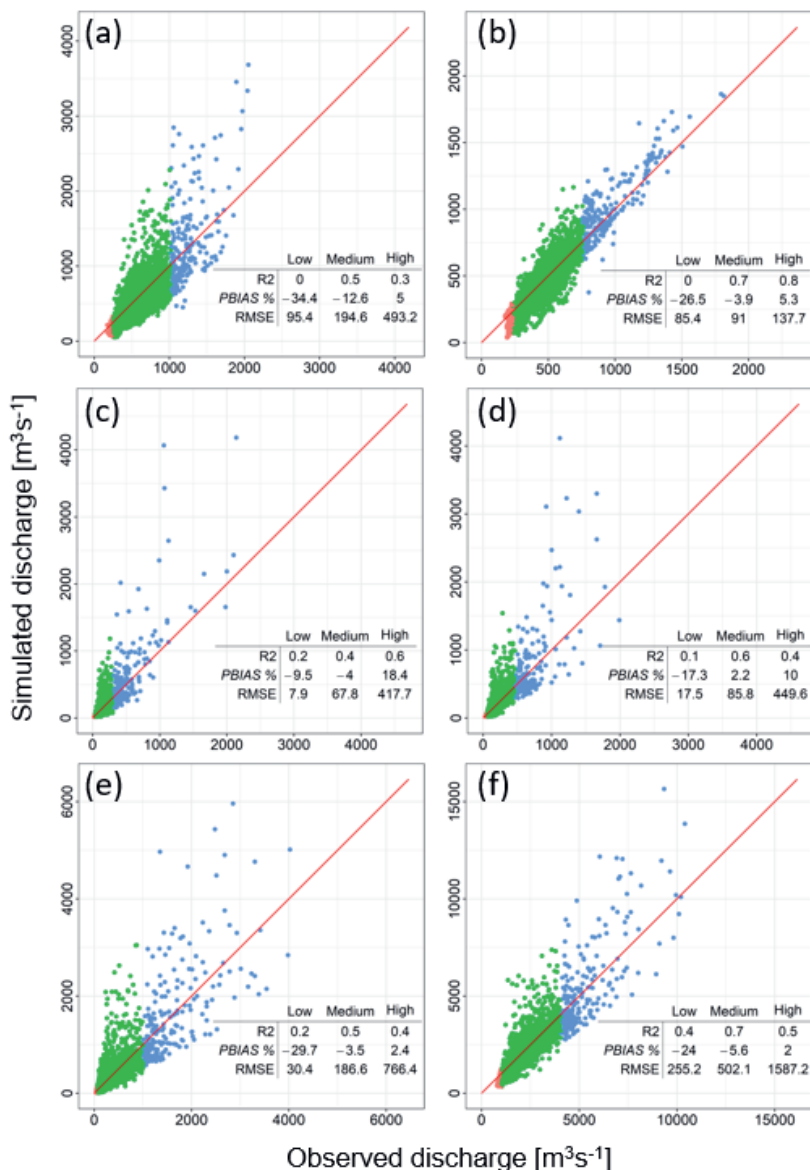 (a)
(b)
4000
3000
2000
1000
0
2000
1500
1000
500
0
Low Medium High
R2 0 0.5 0.3
PBIAS % −34.4 −12.6 5
RMSE 95.4 194.6 493.2
Low Medium High
R2 0 0.7 0.8
PBIAS % −26.5 −3.9 5.3
RMSE 85.4 91 137.7
0 1000 2000 3000 4000
0 500 1000 1500 2000
(c)
(d)
4000
3000
2000
1000
0
4000
3000
2000
1000
0
Low Medium High
R2 0.2 0.4 0.6
PBIAS % −9.5 −4 18.4
RMSE 7.9 67.8 417.7
Low Medium High
R2 0.1 0.6 0.4
PBIAS % −17.3 2.2 10
RMSE 17.5 85.8 449.6
0 1000 2000 3000 4000
0 1000 2000 3000 4000
Simulated discharge [m³s⁻¹]
(e)
(f)
6000
4000
2000
0
15000
10000
5000
0
Low Medium High
R2 0.2 0.5 0.4
PBIAS % −29.7 −3.5 2.4
RMSE 30.4 186.6 766.4
Low Medium High
R2 0.4 0.7 0.5
PBIAS % −24 −5.6 2
RMSE 255.2 502.1 1587.2
0 2000 4000 6000
0 5000 10000 15000
Observed discharge [m³s⁻¹]